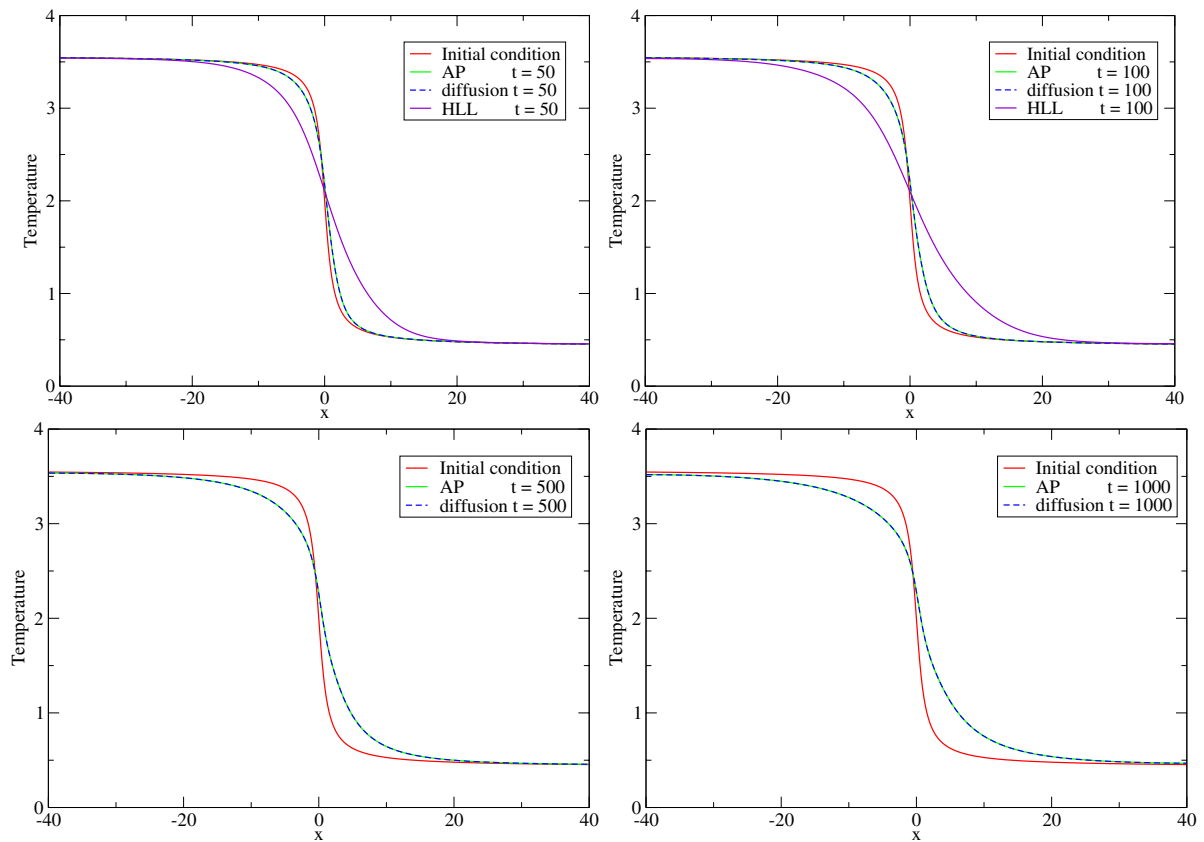 4
3
2
1
0
Temperature
-40
-20
0
20
40
x
Initial condition
AP t = 50
diffusion t = 50
HLL t = 50
4
3
2
1
0
Temperature
-40
-20
0
20
40
x
Initial condition
AP t = 100
diffusion t = 100
HLL t = 100
4
3
2
1
0
Temperature
-40
-20
0
20
40
x
Initial condition
AP t = 500
diffusion t = 500
4
3
2
1
0
Temperature
-40
-20
0
20
40
x
Initial condition
AP t = 1000
diffusion t = 1000